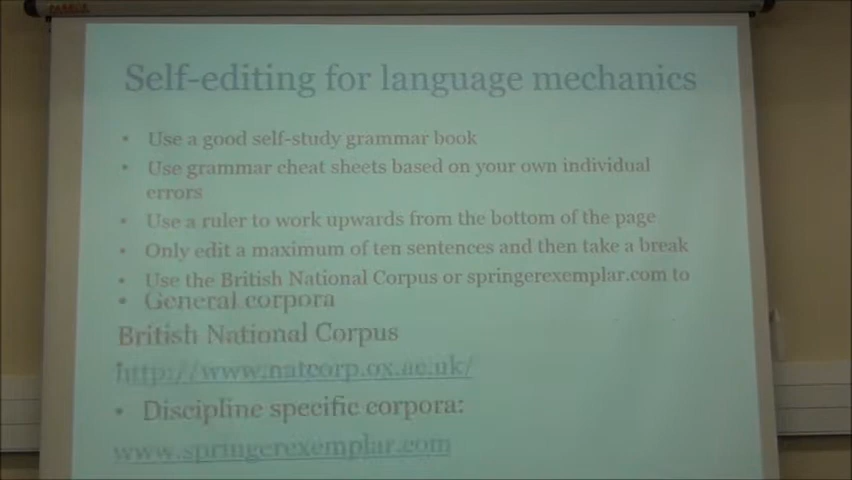 Self-editing for language mechanics
• Use a good self-study grammar book
• Use grammar cheat sheets based on your own individual
errors
• Use a ruler to work upwards from the bottom of the page
• Only edit a maximum of ten sentences and then take a break
• Use the British National Corpus or springerexemplar.com to
• General corpora
British National Corpus
http://www.natcorp.ox.ac.uk/
• Discipline specific corpora:
www.springerexemplar.com